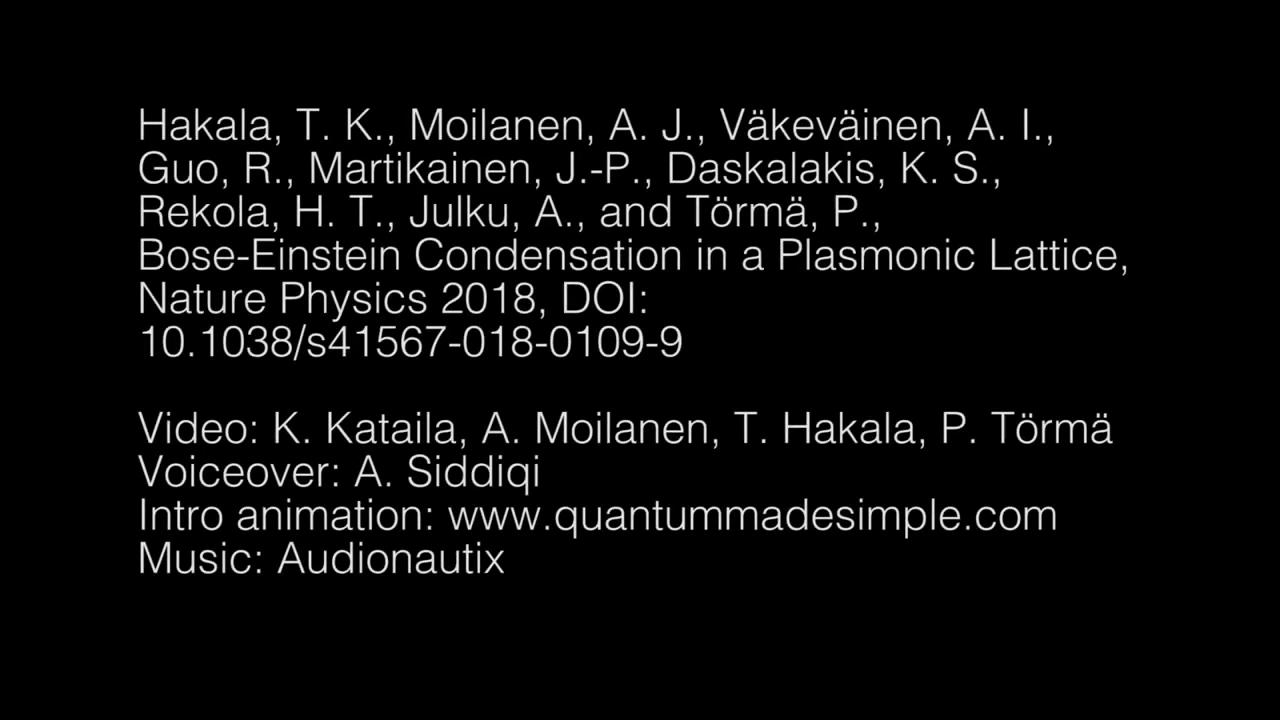 Hakala, T. K., Moilanen, A. J., Väkeväinen, A. I.,
Guo, R., Martikainen, J.-P., Daskalakis, K. S.,
Rekola, H. T., Julku, A., and Törmä, P.,
Bose-Einstein Condensation in a Plasmonic Lattice,
Nature Physics 2018, DOI:
10.1038/s41567-018-0109-9
Video: K. Kataila, A. Moilanen, T. Hakala, P. Törmä
Voiceover: A. Siddiqi
Intro animation: www.quantummadesimple.com
Music: Audionautix